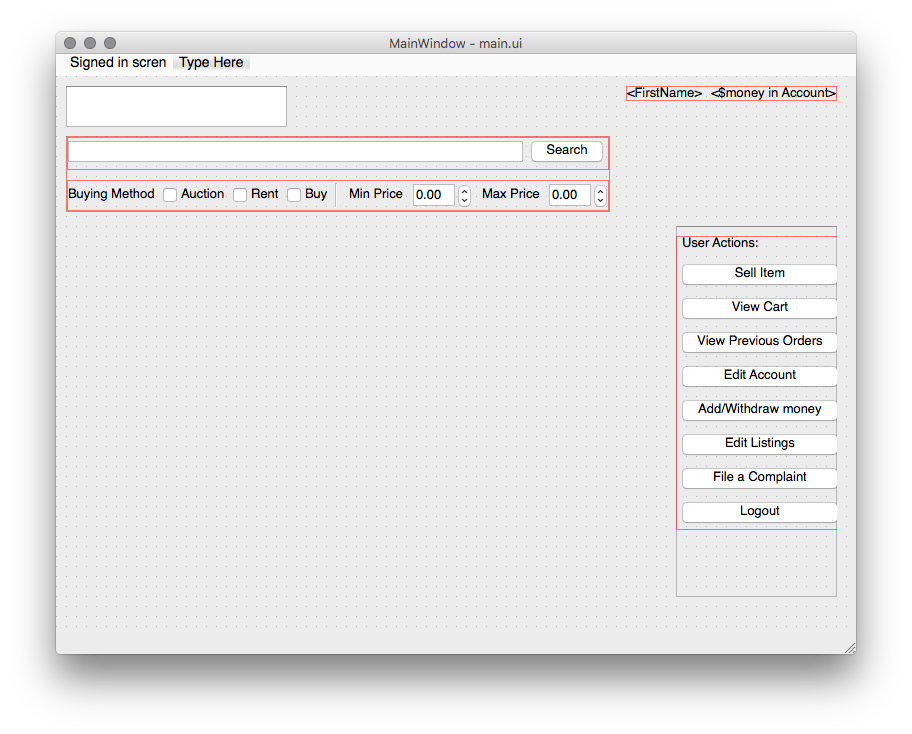 MainWindow - main.ui
Signed in scren Type Here
<FirstName> <$money in Account>
Search
Buying Method Auction Rent Buy Min Price 0.00 Max Price 0.00
User Actions:
Sell Item
View Cart
View Previous Orders
Edit Account
Add/Withdraw money
Edit Listings
File a Complaint
Logout